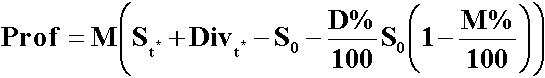 Prof = M(S_{t*} + Div_{t*} − S_0 − D%/100 S_0(1 − M%/100))